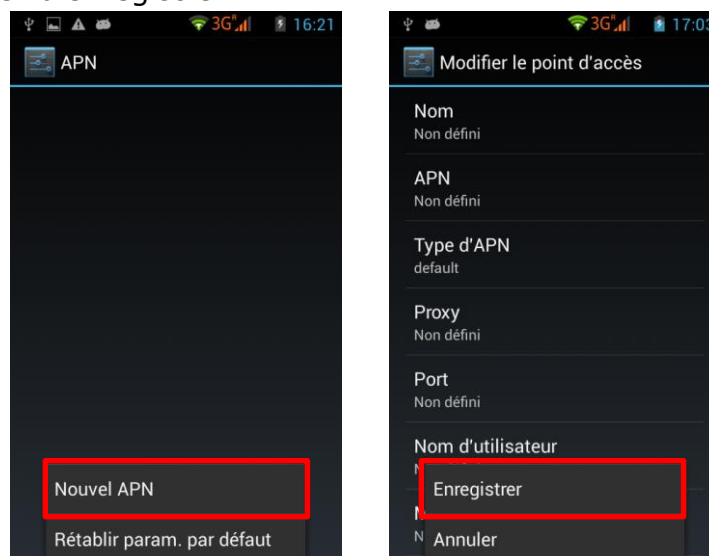 3G 16:21
APN
Nouvel APN
Rétablir param. par défaut
3G 17:03
Modifier le point d'accès
Nom
Non défini
APN
Non défini
Type d'APN
default
Proxy
Non défini
Port
Non défini
Nom d'utilisateur
Enregistrer
Annuler